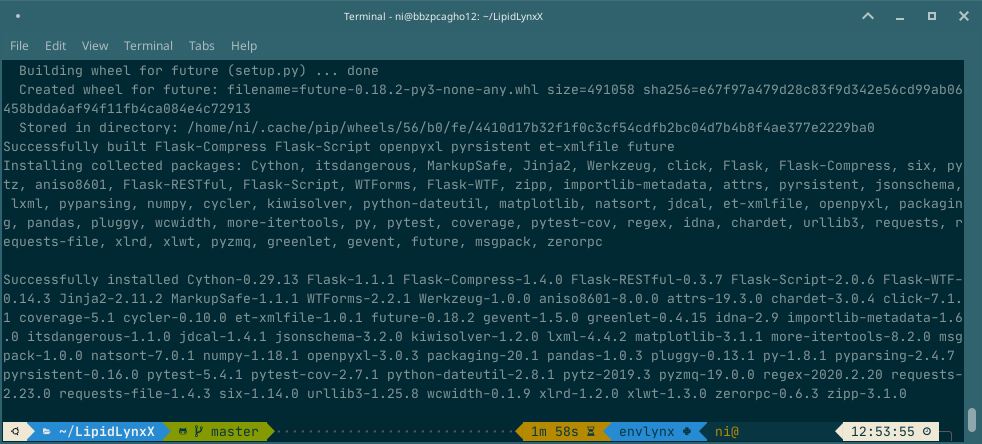 Terminal - ni@bbzpcagho12: ~/LipidLynxX
File Edit View Terminal Tabs Help
Building wheel for future (setup.py) ... done
Created wheel for future: filename=future-0.18.2-py3-none-any.whl size=491058 sha256=e67f97a479d28c83f9d342e56cd99ab06
458bdda6af94f11fb4ca084e4c72913
Stored in directory: /home/ni/.cache/pip/wheels/56/b0/fe/4410d17b32f1f0c3cf54cdfb2bc04d7b4b8f4ae377e2229ba0
Successfully built Flask-Compress Flask-Script openpyxl pyrsistent et-xmlfile future
Installing collected packages: Cython, itsdangerous, MarkupSafe, Jinja2, Werkzeug, click, Flask, Flask-Compress, six, py
tz, aniso8601, Flask-RESTful, Flask-Script, WTForms, Flask-WTF, zipp, importlib-metadata, attrs, pyrsistent, jsonschema,
lxml, pyparsing, numpy, cycler, kiwisolver, python-dateutil, matplotlib, natsort, jdcal, et-xmlfile, openpyxl, packagin
g, pandas, pluggy, wcwidth, more-itertools, py, pytest, coverage, pytest-cov, regex, idna, chardet, urllib3, requests, r
equests-file, xlrd, xlwt, pyzmq, greenlet, gevent, future, msgpack, zerorpc
Successfully installed Cython-0.29.13 Flask-1.1.1 Flask-Compress-1.4.0 Flask-RESTful-0.3.7 Flask-Script-2.0.6 Flask-WTF-
0.14.3 Jinja2-2.11.2 MarkupSafe-1.1.1 WTForms-2.2.1 Werkzeug-1.0.0 aniso8601-8.0.0 attrs-19.3.0 chardet-3.0.4 click-7.1.
1 coverage-5.1 cycler-0.10.0 et-xmlfile-1.0.1 future-0.18.2 gevent-1.5.0 greenlet-0.4.15 idna-2.9 importlib-metadata-1.6
.0 itsdangerous-1.1.0 jdcal-1.4.1 jsonschema-3.2.0 kiwisolver-1.2.0 lxml-4.4.2 matplotlib-3.1.1 more-itertools-8.2.0 msg
pack-1.0.0 natsort-7.0.1 numpy-1.18.1 openpyxl-3.0.3 packaging-20.1 pandas-1.0.3 pluggy-0.13.1 py-1.8.1 pyparsing-2.4.7
pyrsistent-0.16.0 pytest-5.4.1 pytest-cov-2.7.1 python-dateutil-2.8.1 pytz-2019.3 pyzmq-19.0.0 regex-2020.2.20 requests-
2.23.0 requests-file-1.4.3 six-1.14.0 urllib3-1.25.8 wcwidth-0.1.9 xlrd-1.2.0 xlwt-1.3.0 zerorpc-0.6.3 zipp-3.1.0
~/LipidLynxX master 1m 58s envlynx ni@ 12:53:55